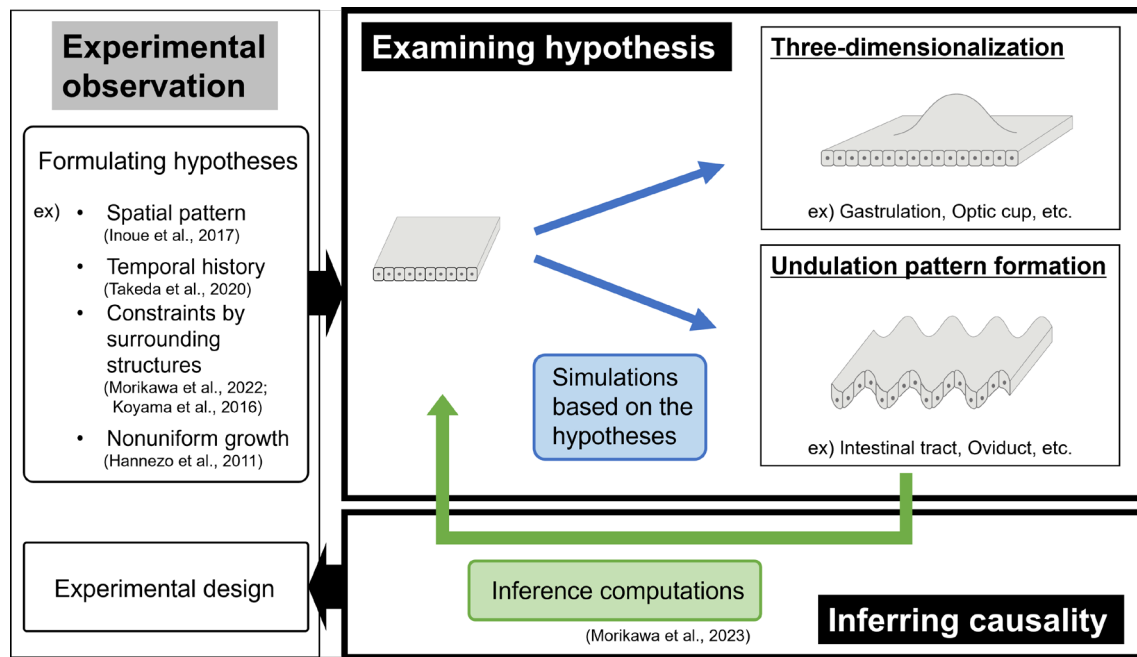 Experimental
observation
Formulating hypotheses
ex) • Spatial pattern
(Inoue et al., 2017)
• Temporal history
(Takeda et al., 2020)
• Constraints by
surrounding
structures
(Morikawa et al., 2022;
Koyama et al., 2016)
• Nonuniform growth
(Hannezo et al., 2011)
Experimental design
Examining hypothesis
Simulations
based on the
hypotheses
Three-dimensionalization
ex) Gastrulation, Optic cup, etc.
Undulation pattern formation
ex) Intestinal tract, Oviduct, etc.
Inference computations
(Morikawa et al., 2023)
Inferring causality